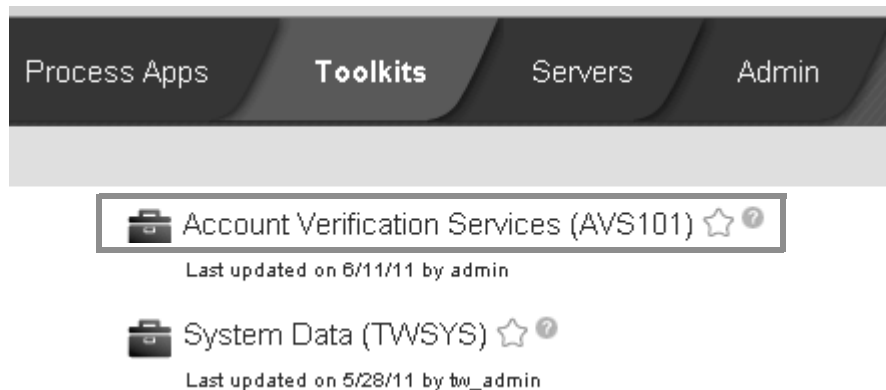 Process Apps Toolkits Servers Admin
Account Verification Services (AVS101)
Last updated on 6/11/11 by admin
System Data (TWSYS)
Last updated on 5/28/11 by tw_admin